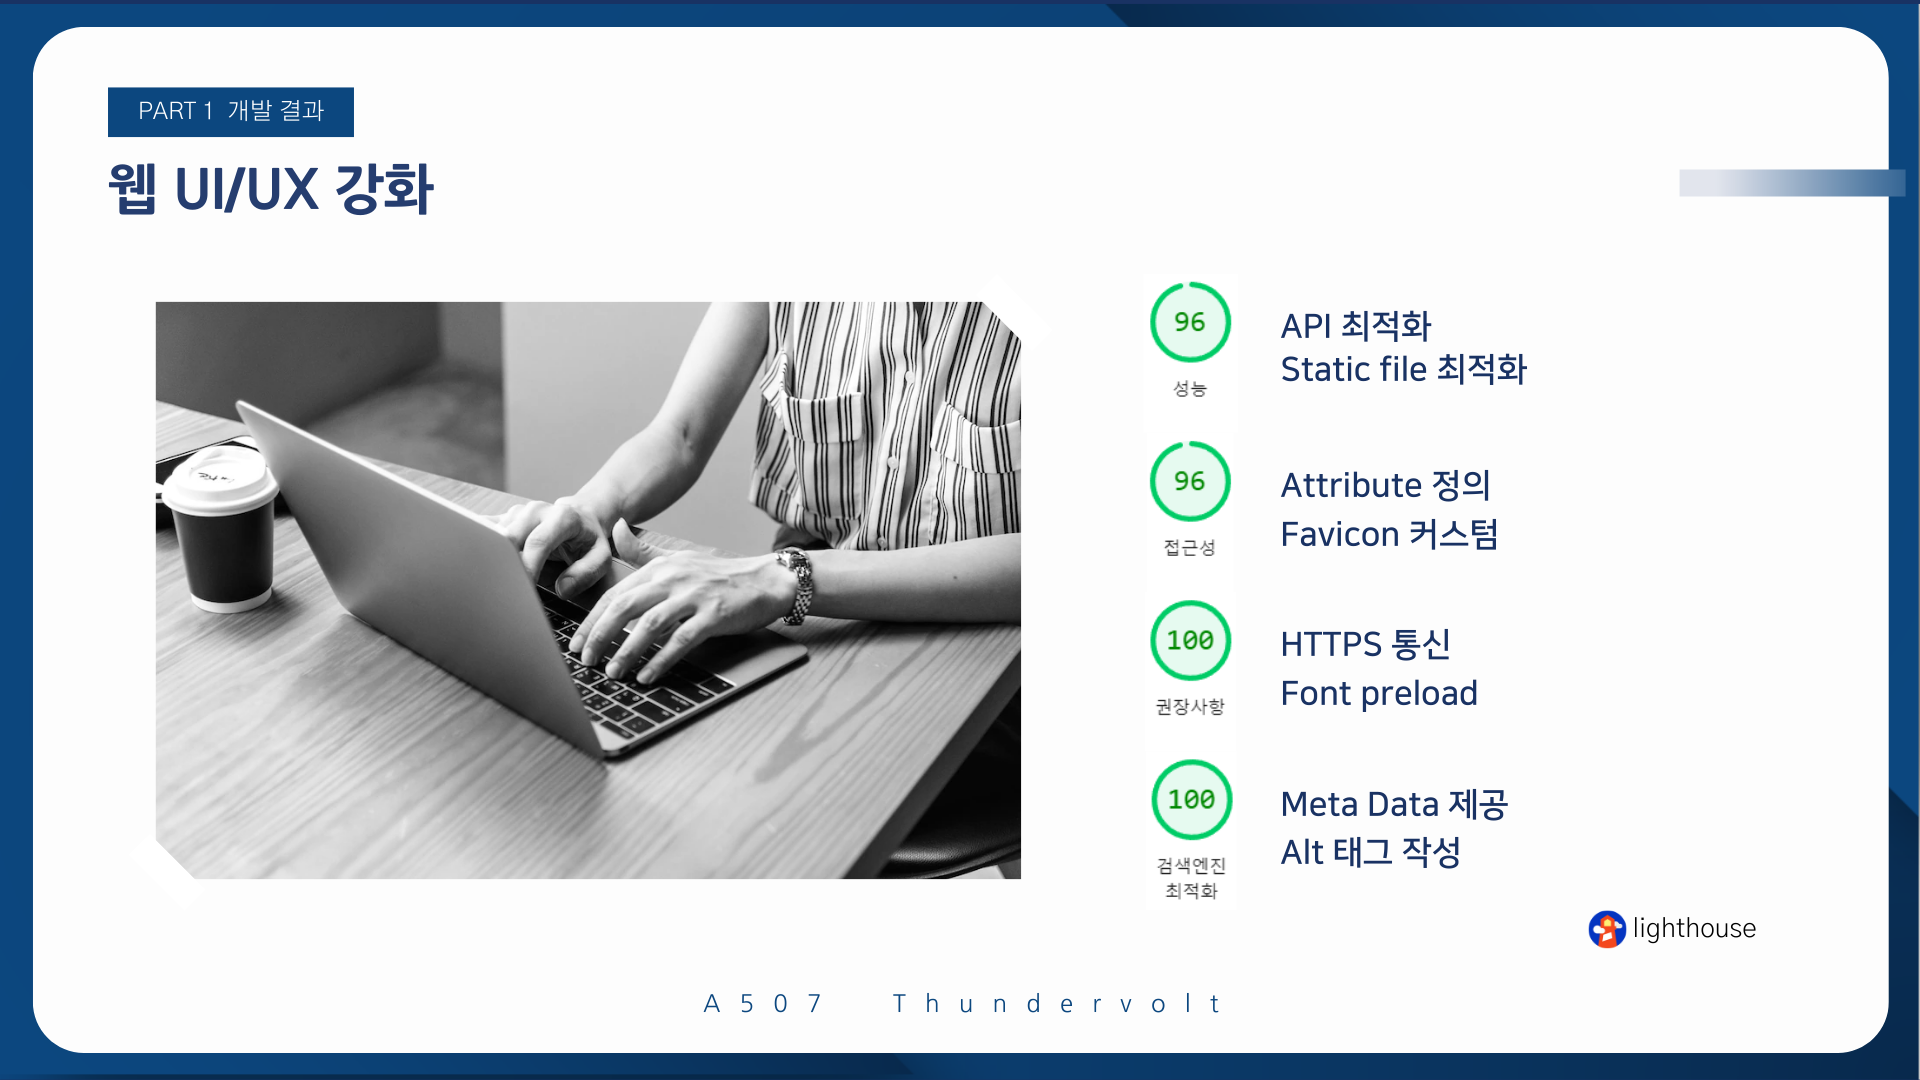 PART 1 개발 결과
웹 UI/UX 강화
96
성능
API 최적화
Static file 최적화
96
접근성
Attribute 정의
Favicon 커스텀
100
권장사항
HTTPS 통신
Font preload
100
검색엔진
최적화
Meta Data 제공
Alt 태그 작성
lighthouse
A507 Thundervolt